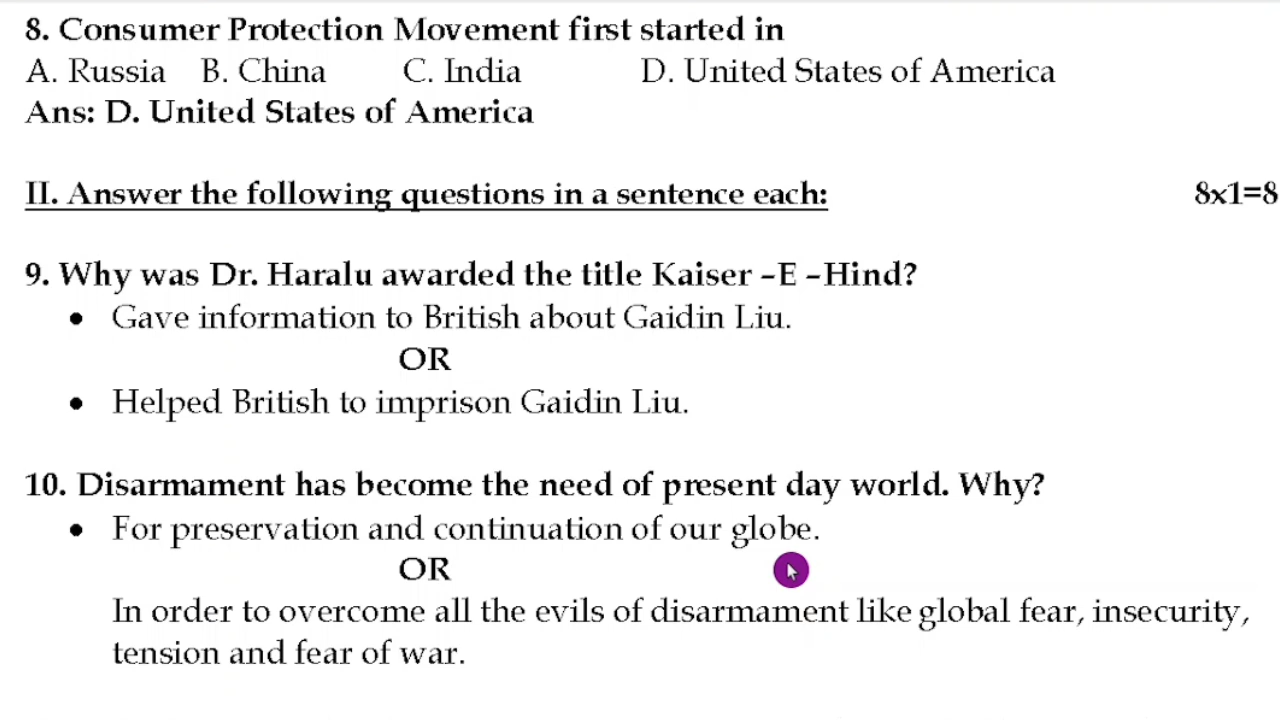 8. Consumer Protection Movement first started in
A. Russia B. China C. India D. United States of America
Ans: D. United States of America
II. Answer the following questions in a sentence each: 8x1=8
9. Why was Dr. Haralu awarded the title Kaiser –E –Hind?
• Gave information to British about Gaidin Liu.
OR
• Helped British to imprison Gaidin Liu.
10. Disarmament has become the need of present day world. Why?
• For preservation and continuation of our globe.
OR
In order to overcome all the evils of disarmament like global fear, insecurity,
tension and fear of war.